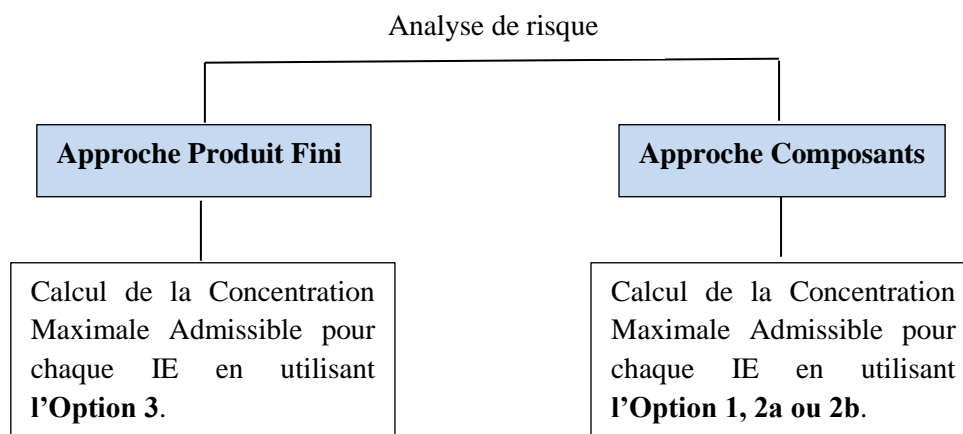 Analyse de risque
Approche Produit Fini
Approche Composants
Calcul de la Concentration
Maximale Admissible pour
chaque IE en utilisant
l’Option 3.
Calcul de la Concentration
Maximale Admissible pour
chaque IE en utilisant
l’Option 1, 2a ou 2b.